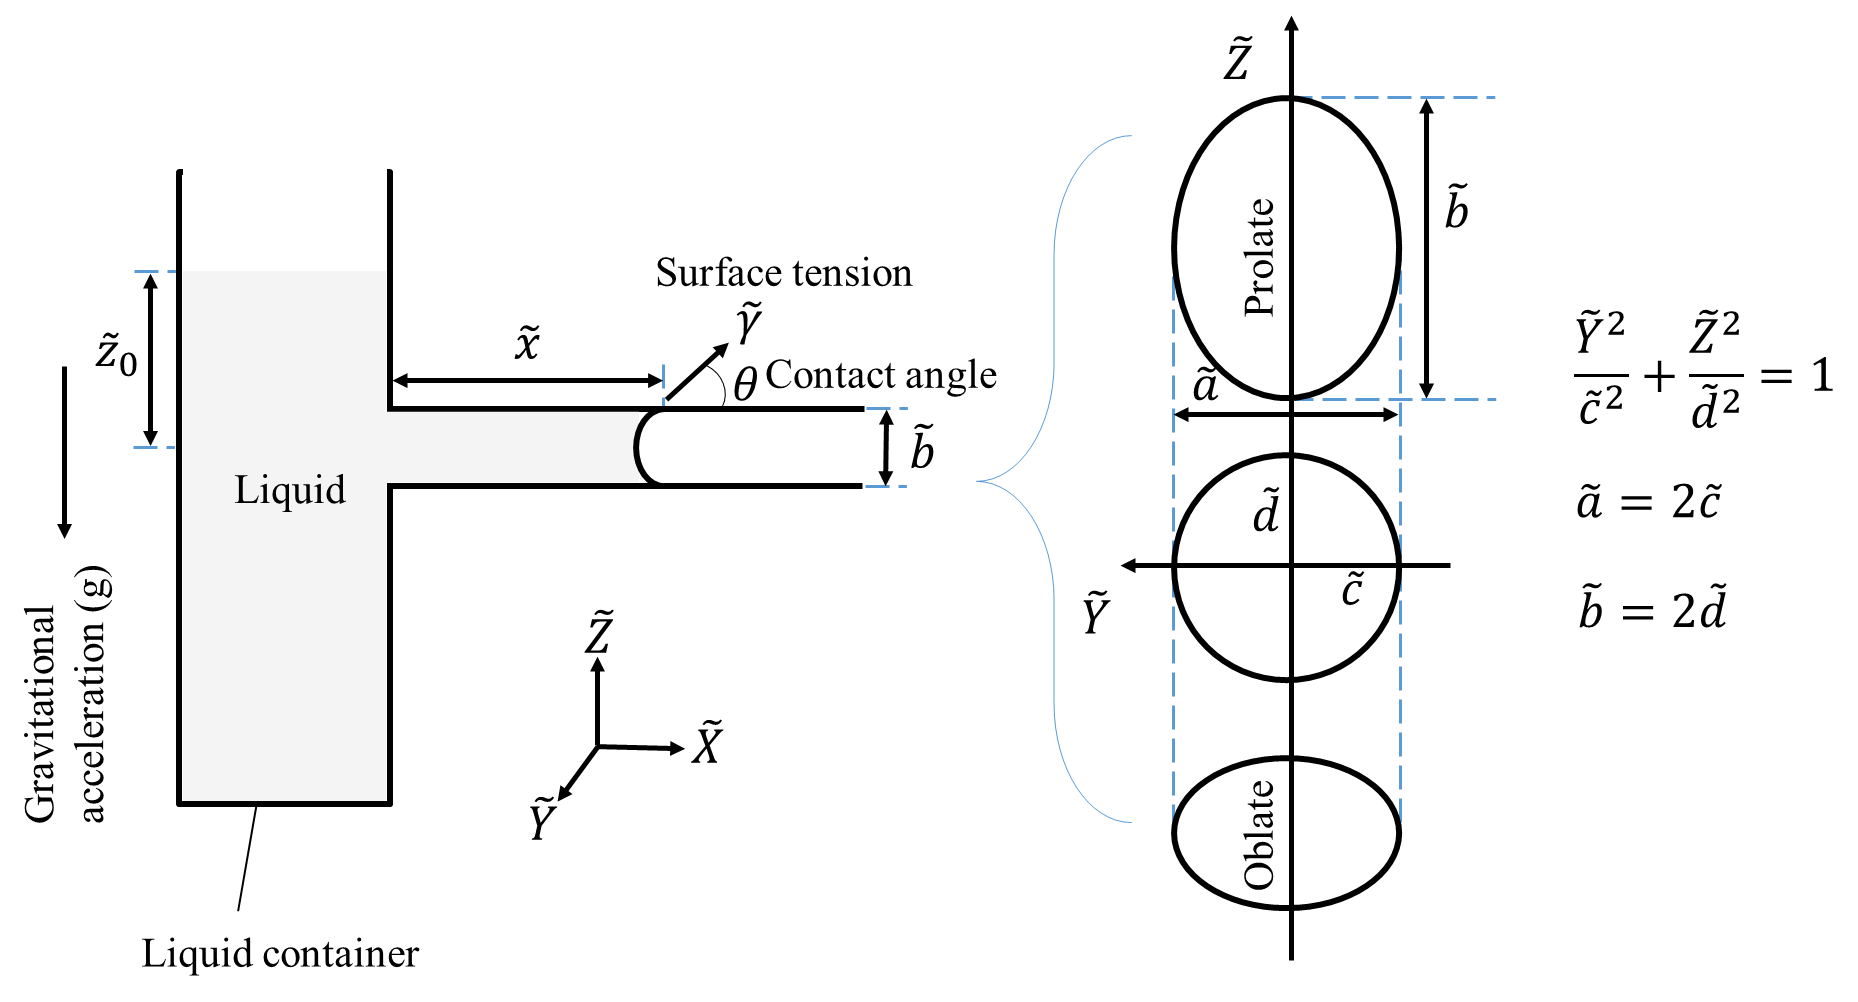 z̃₀
Gravitational
acceleration (g)
Liquid
Liquid container
x̃
Surface tension
γ̃
θ Contact angle
b̃
Z̃
X̃
Ỹ
Z̃
Prolate
b̃
ã
d̃
c̃
Ỹ
Oblate
Ỹ²/c̃² + Z̃²/d̃² = 1
ã = 2c̃
b̃ = 2d̃